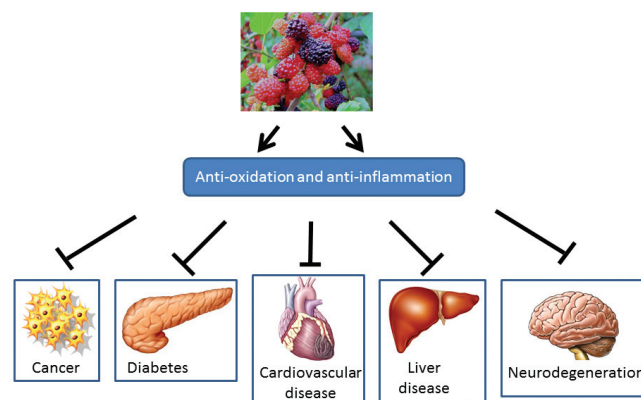 Anti-oxidation and anti-inflammation
Cancer
Diabetes
Cardiovascular
disease
Liver
disease
Neurodegeneration